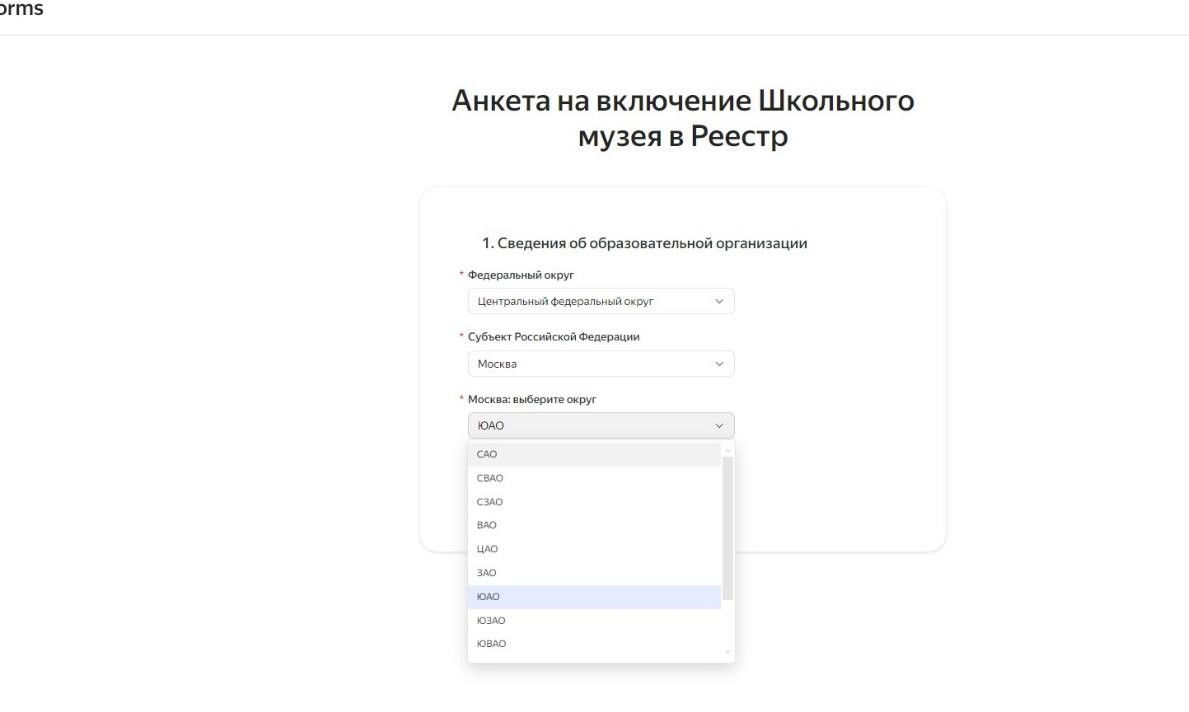 orms
Анкета на включение Школьного
музея в Реестр
1. Сведения об образовательной организации
* Федеральный округ
Центральный федеральный округ
* Субъект Российской Федерации
Москва
* Москва: выберите округ
ЮАО
САО
СВАО
СЗАО
ВАО
ЦАО
ЗАО
ЮАО
ЮЗАО
ЮВАО